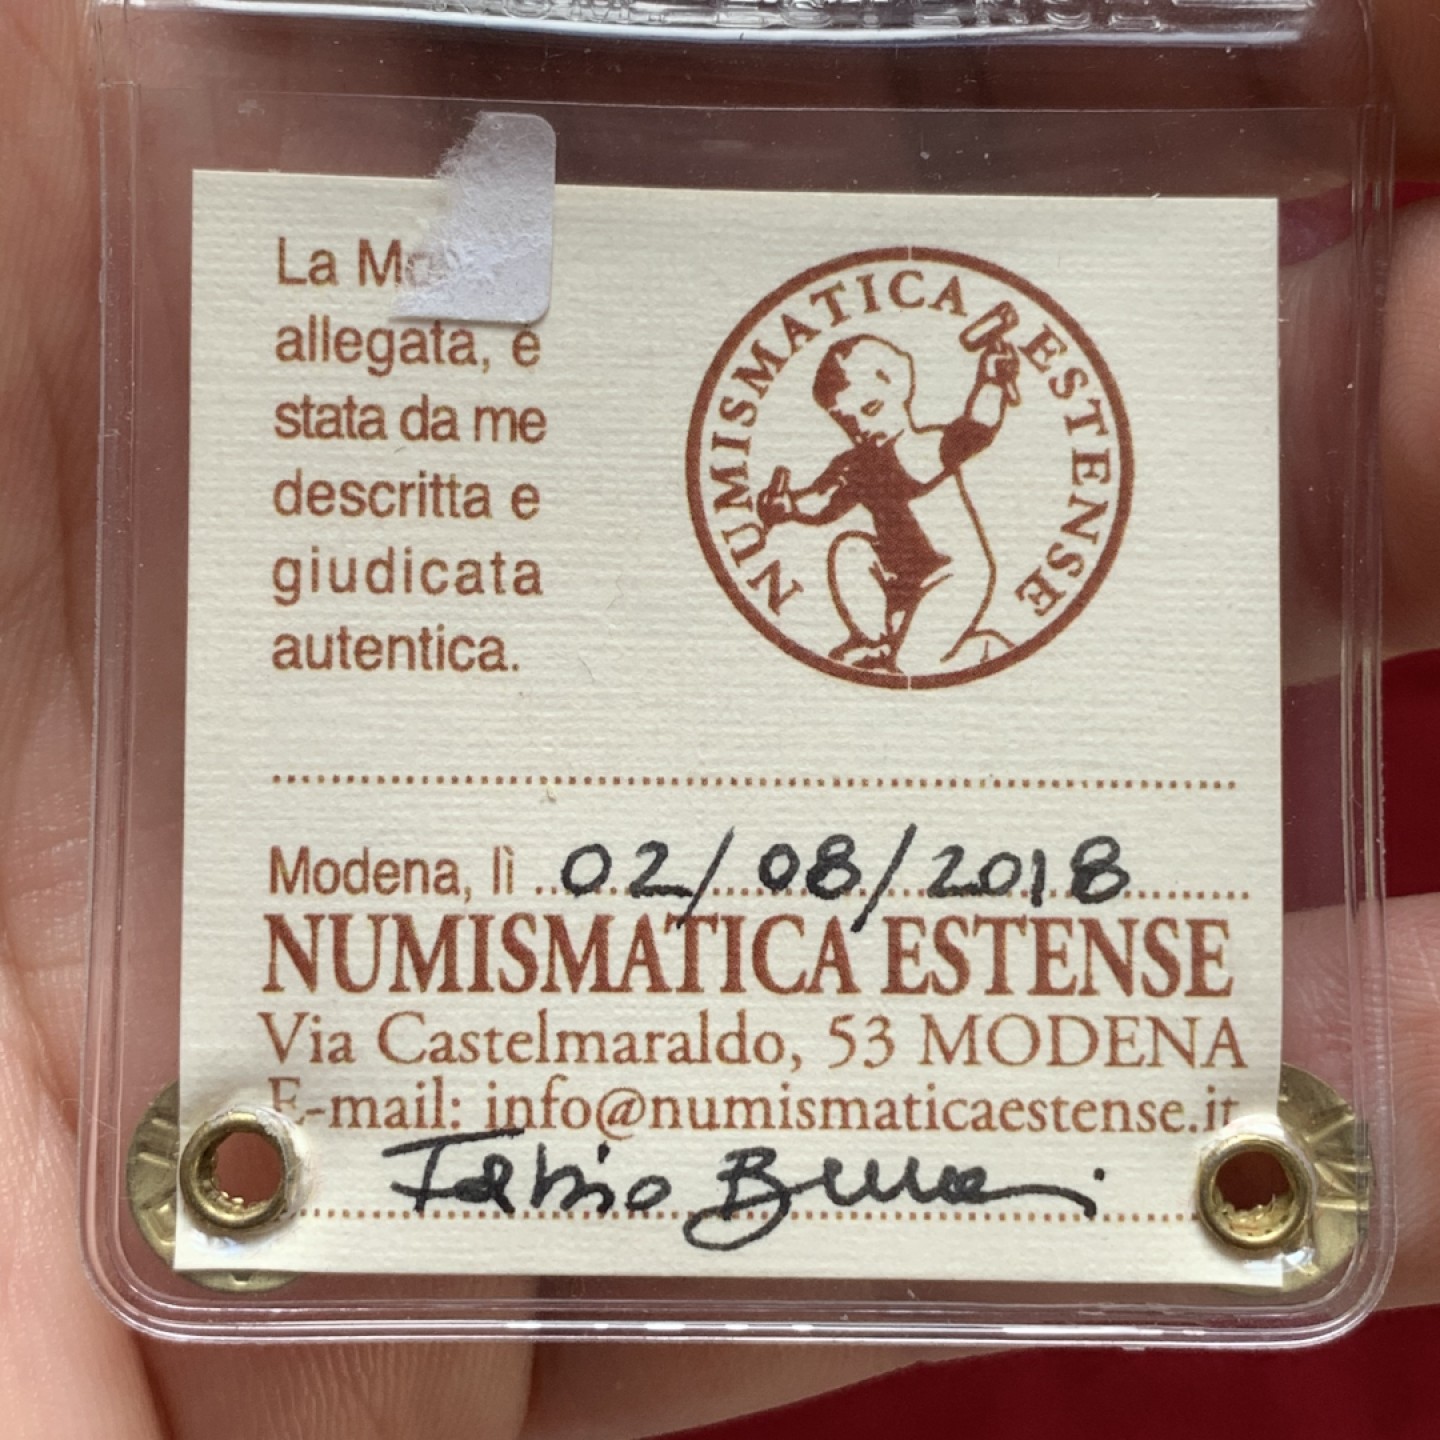 La Mo
allegata, è
stata da me
descritta e
giudicata
autentica.
NUMISMATICA ESTENSE
Modena, lì 02/08/2018
NUMISMATICA ESTENSE
Via Castelmaraldo, 53 MODENA
E-mail: info@numismaticaestense.it
Fabio